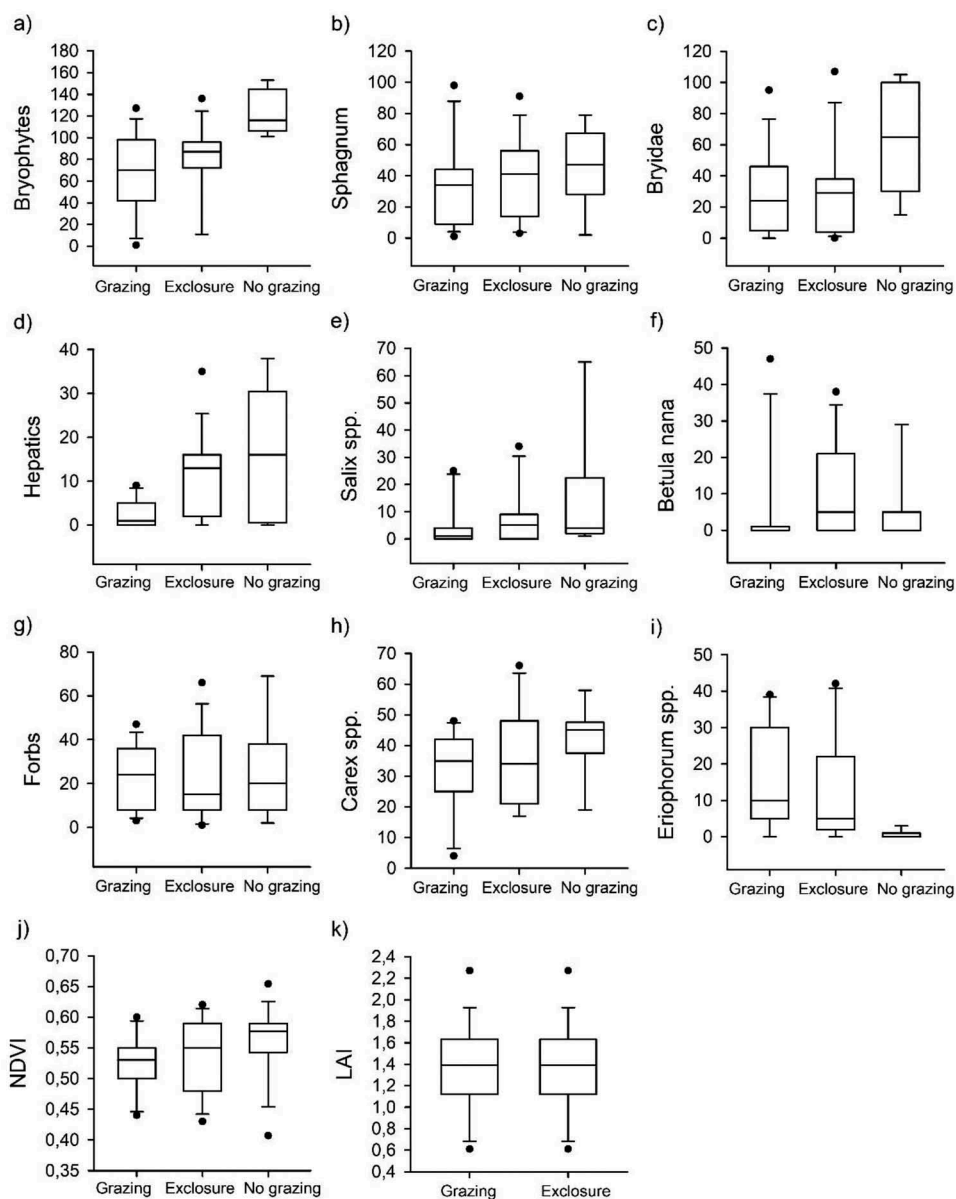 a)
Bryophytes
180
160
140
120
100
80
60
40
20
0
Grazing Exclosure No grazing
b)
Sphagnum
120
100
80
60
40
20
0
Grazing Exclosure No grazing
c)
Bryidae
120
100
80
60
40
20
0
Grazing Exclosure No grazing
d)
Hepatics
40
30
20
10
0
Grazing Exclosure No grazing
e)
Salix spp.
70
60
50
40
30
20
10
0
Grazing Exclosure No grazing
f)
Betula nana
50
40
30
20
10
0
Grazing Exclosure No grazing
g)
Forbs
80
60
40
20
0
Grazing Exclosure No grazing
h)
Carex spp.
70
60
50
40
30
20
10
0
Grazing Exclosure No grazing
i)
Eriophorum spp.
50
40
30
20
10
0
Grazing Exclosure No grazing
j)
NDVI
0,70
0,65
0,60
0,55
0,50
0,45
0,40
0,35
Grazing Exclosure No grazing
k)
LAI
2,4
2,2
2,0
1,8
1,6
1,4
1,2
1,0
0,8
0,6
0,4
Grazing Exclosure